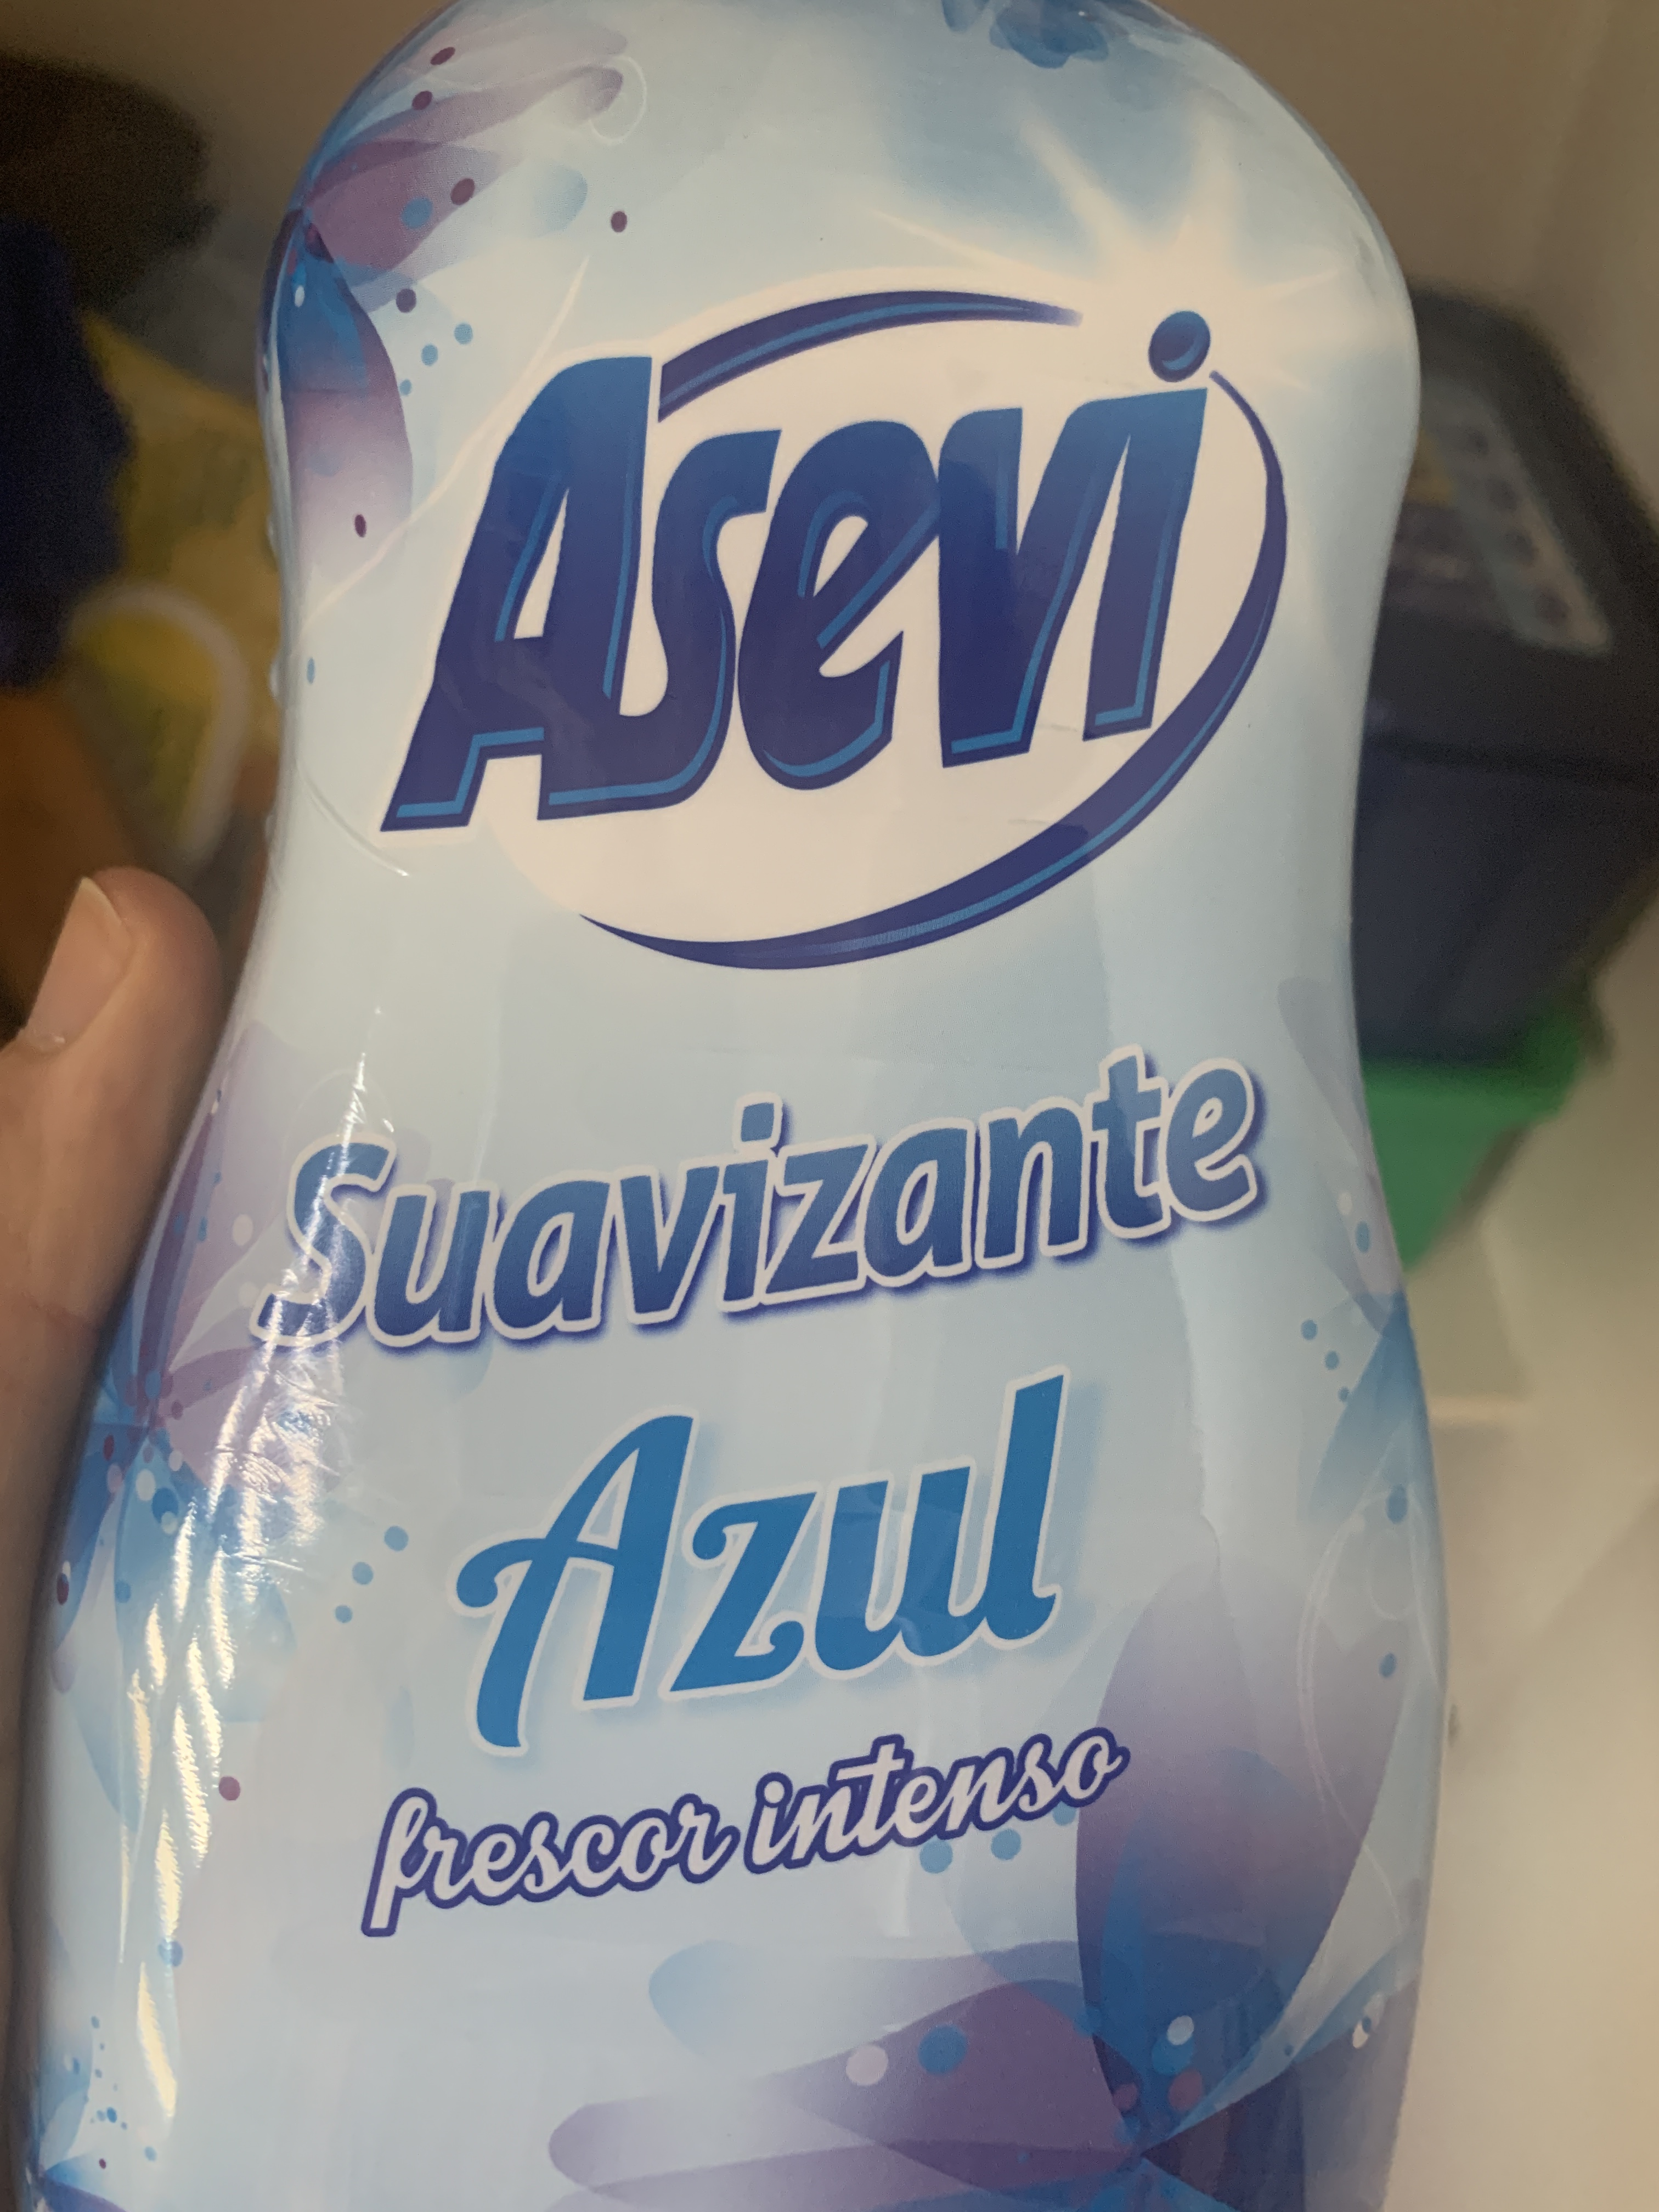 Asevi
Suavizante
Azul
frescor intenso